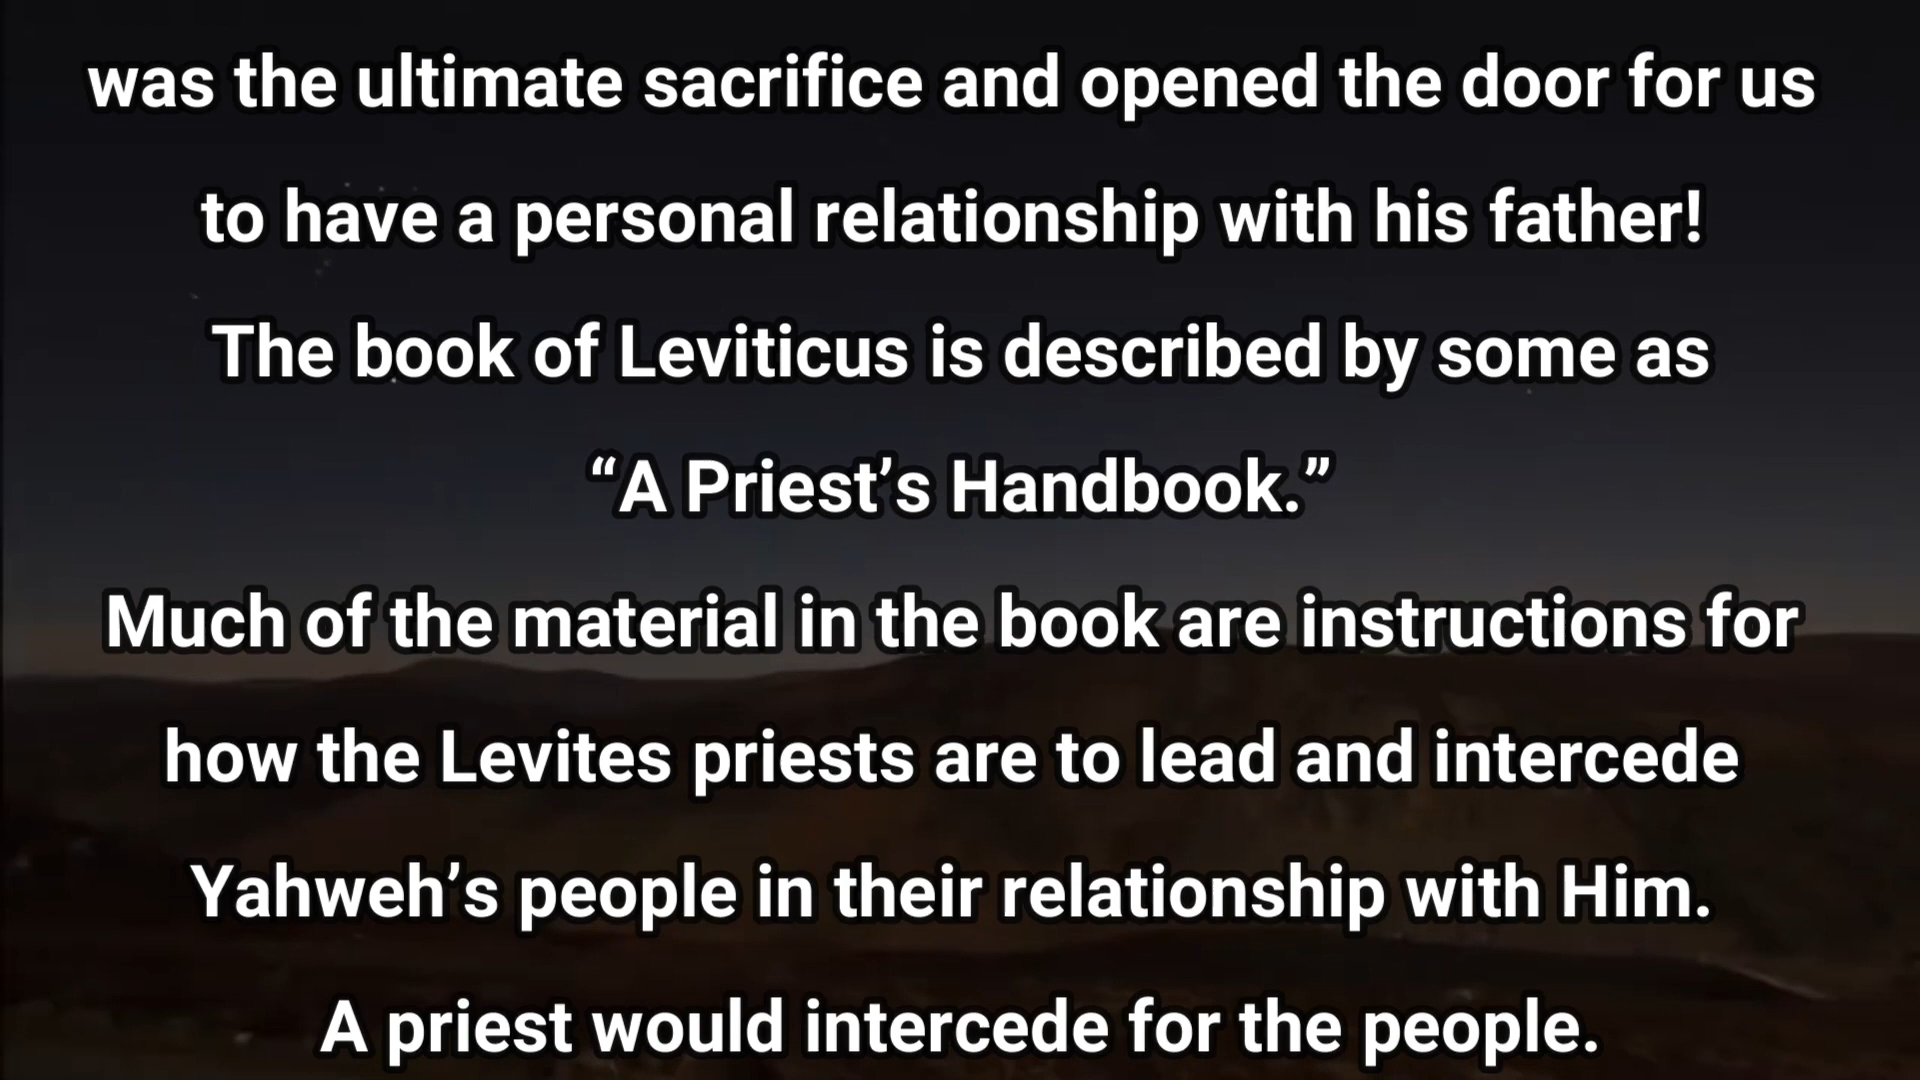 was the ultimate sacrifice and opened the door for us
to have a personal relationship with his father!
The book of Leviticus is described by some as
“A Priest’s Handbook.”
Much of the material in the book are instructions for
how the Levites priests are to lead and intercede
Yahweh’s people in their relationship with Him.
A priest would intercede for the people.